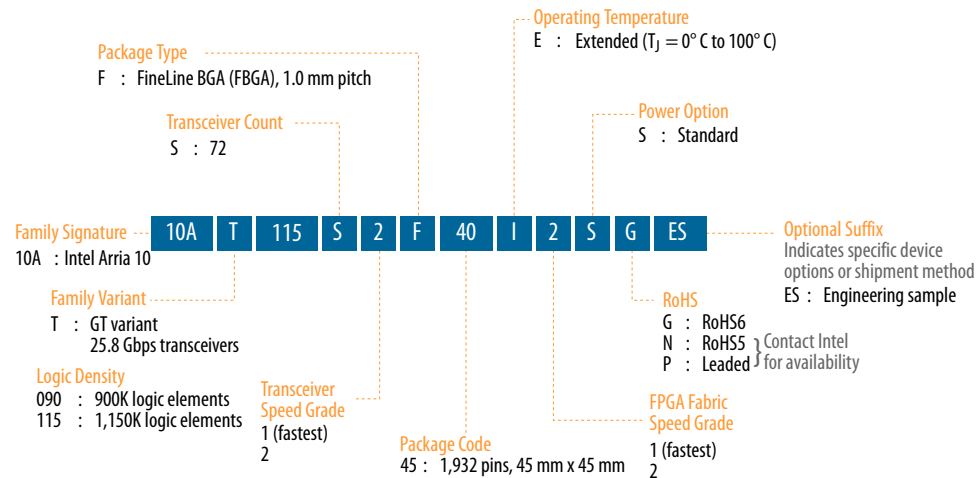 Operating Temperature
E : Extended (TJ = 0° C to 100° C)
Package Type
F : FineLine BGA (FBGA), 1.0 mm pitch
Transceiver Count
S : 72
Power Option
S : Standard
Family Signature
10A : Intel Arria 10
10A T 115 S 2 F 40 I 2 S G ES
Optional Suffix
Indicates specific device
options or shipment method
ES : Engineering sample
Family Variant
T : GT variant
25.8 Gbps transceivers
RoHS
G : RoHS6
N : RoHS5
P : Leaded
} Contact Intel
for availability
Logic Density
090 : 900K logic elements
115 : 1,150K logic elements
Transceiver
Speed Grade
1 (fastest)
2
Package Code
45 : 1,932 pins, 45 mm x 45 mm
FPGA Fabric
Speed Grade
1 (fastest)
2